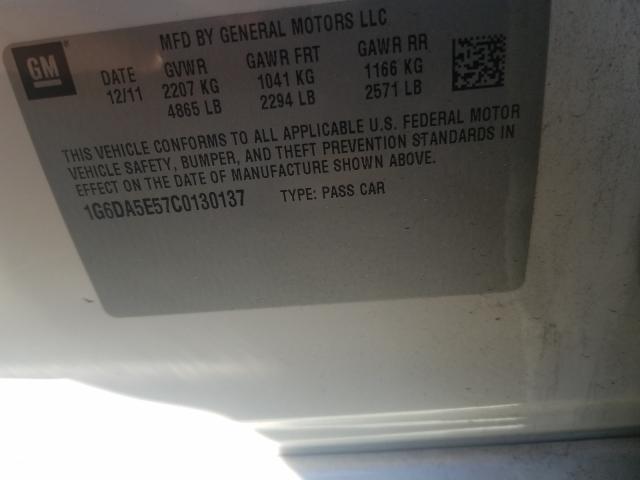 GM
MFD BY GENERAL MOTORS LLC
DATE GVWR GAWR FRT GAWR RR
12/11 2207 KG 1041 KG 1166 KG
4865 LB 2294 LB 2571 LB
THIS VEHICLE CONFORMS TO ALL APPLICABLE U.S. FEDERAL MOTOR
VEHICLE SAFETY, BUMPER, AND THEFT PREVENTION STANDARDS IN
EFFECT ON THE DATE OF MANUFACTURE SHOWN ABOVE.
1G6DA5E57C0130137 TYPE: PASS CAR